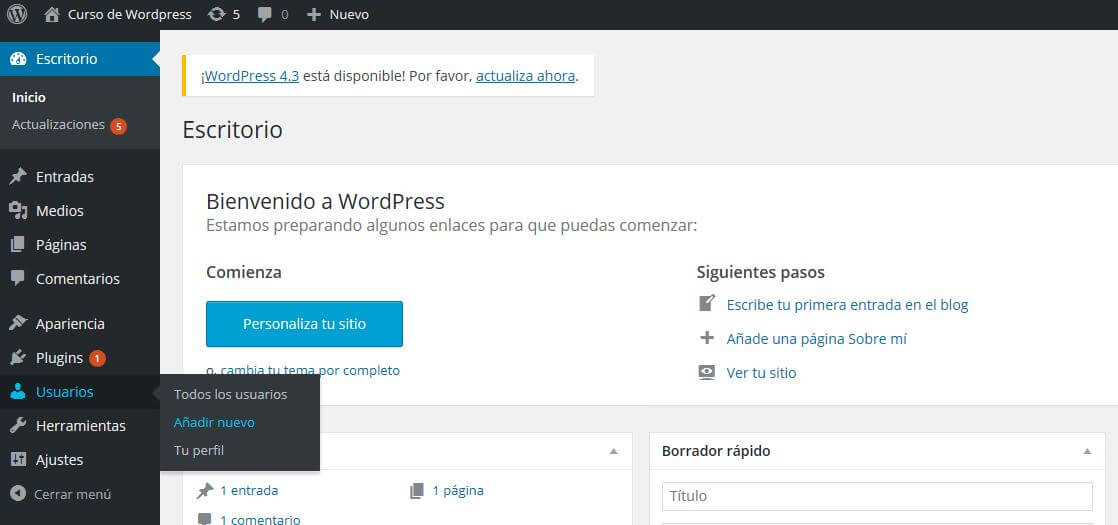 Curso de Wordpress 5 0 Nuevo
Escritorio
Inicio
Actualizaciones 5
Entradas
Medios
Páginas
Comentarios
Apariencia
Plugins 1
Usuarios
Herramientas
Ajustes
Cerrar menú
Todos los usuarios
Añadir nuevo
Tu perfil
¡WordPress 4.3 está disponible! Por favor, actualiza ahora.
Escritorio
Bienvenido a WordPress
Estamos preparando algunos enlaces para que puedas comenzar:
Comienza
Personaliza tu sitio
o, cambia tu tema por completo
Siguientes pasos
Escribe tu primera entrada en el blog
Añade una página Sobre mí
Ver tu sitio
1 entrada
1 página
1 comentario
Borrador rápido
Título